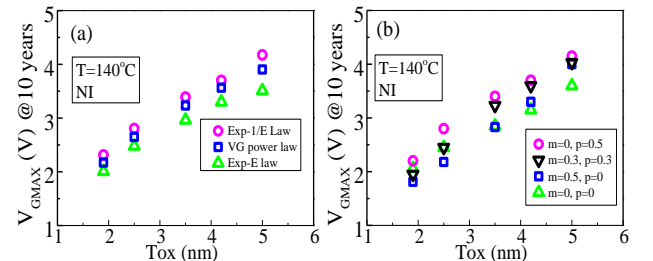 (a)
T=140°C
NI
Exp-1/E Law
VG power law
Exp-E law
V_GMAX (V) @ 10 years
5
4
3
2
1
1 2 3 4 5 6
Tox (nm)
(b)
T=140°C
NI
m=0, p=0.5
m=0.3, p=0.3
m=0.5, p=0
m=0, p=0
V_GMAX (V) @ 10 years
5
4
3
2
1
1 2 3 4 5 6
Tox (nm)